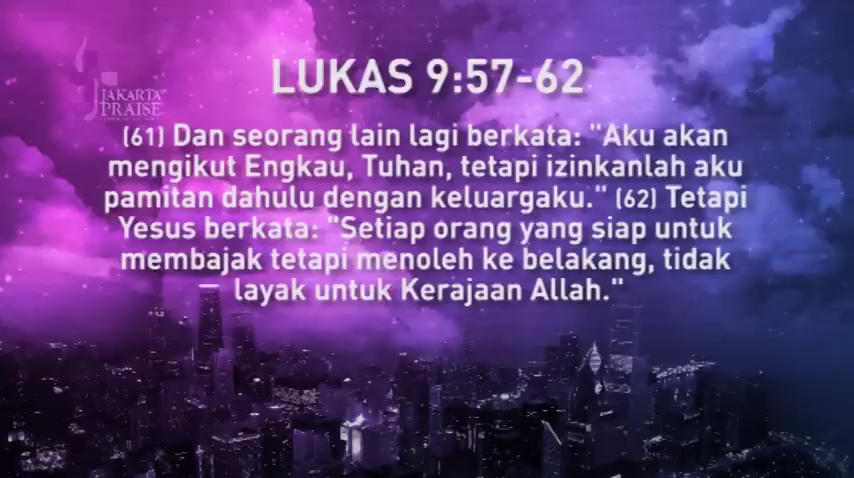 LUKAS 9:57-62
JAKARTA
PRAISE
(61) Dan seorang lain lagi berkata: "Aku akan
mengikut Engkau, Tuhan, tetapi izinkanlah aku
pamitan dahulu dengan keluargaku." (62) Tetapi
Yesus berkata: "Setiap orang yang siap untuk
membajak tetapi menoleh ke belakang, tidak
layak untuk Kerajaan Allah."